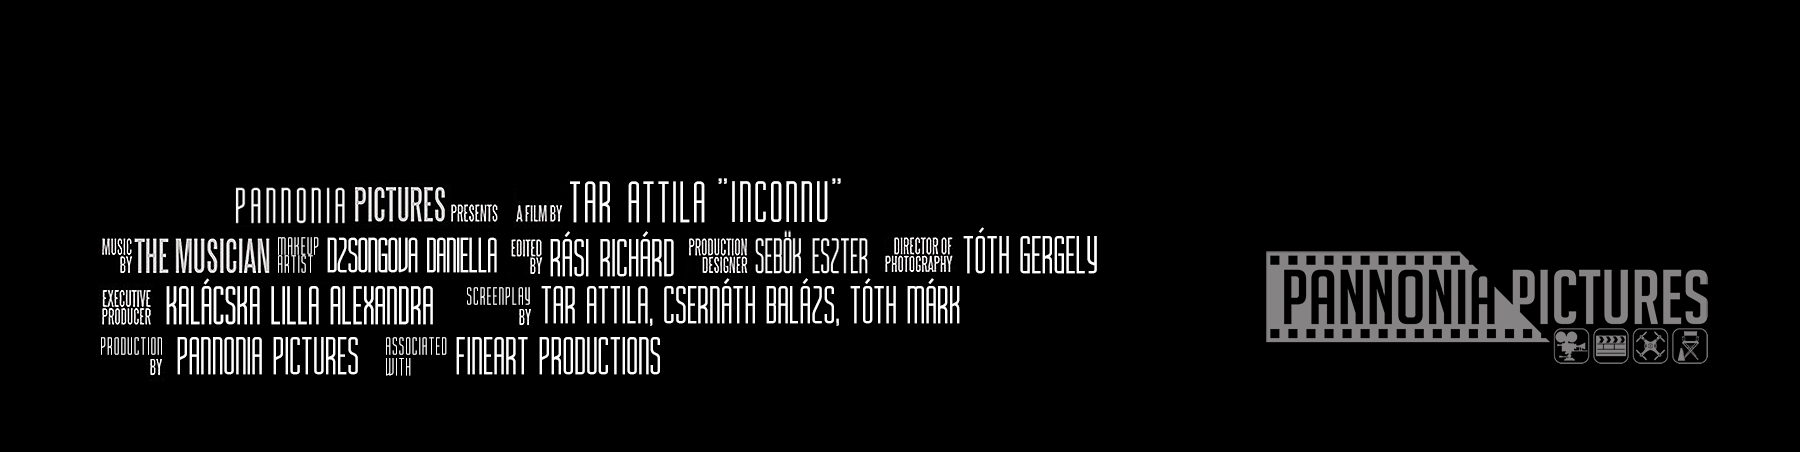 PANNONIA PICTURES PRESENTS A FILM BY TAR ATTILA "INCONNU"
MUSIC BY THE MUSICIAN MAKEUP ARTIST DZSONGOVA DANIELLA EDITED BY RÁSI RICHÁRD PRODUCTION DESIGNER SEBÖK ESZTER DIRECTOR OF PHOTOGRAPHY TÓTH GERGELY
EXECUTIVE PRODUCER KALÁCSKA LILLA ALEXANDRA SCREENPLAY BY TAR ATTILA, CSERNÁTH BALÁZS, TÓTH MÁRK
PRODUCTION BY PANNONIA PICTURES ASSOCIATED WITH FINEART PRODUCTIONS
PANNONIA PICTURES